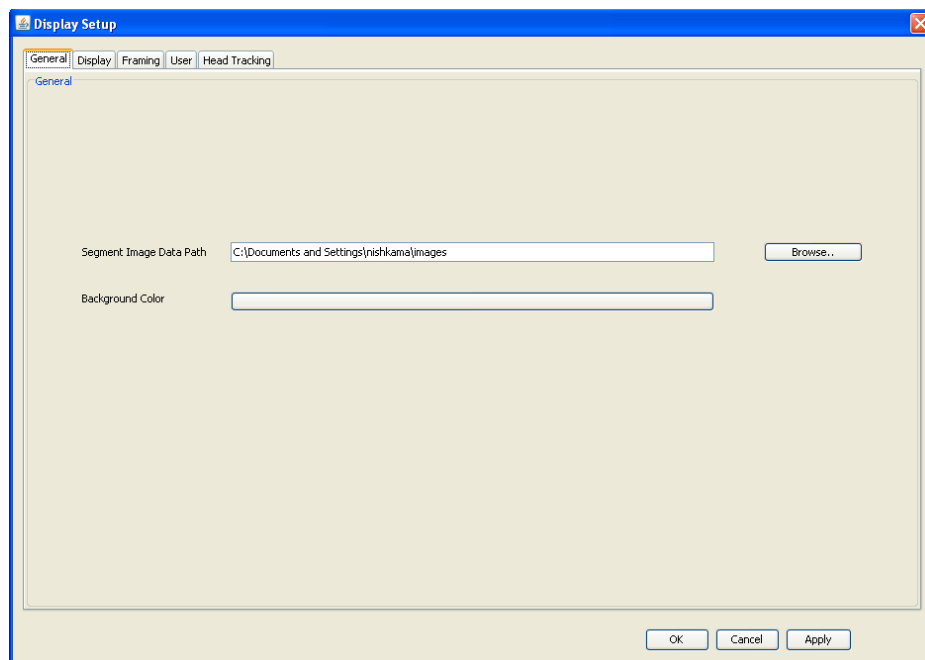 Display Setup
General Display Framing User Head Tracking
General
Segment Image Data Path C:\Documents and Settings\nishkama\images Browse..
Background Color
OK Cancel Apply